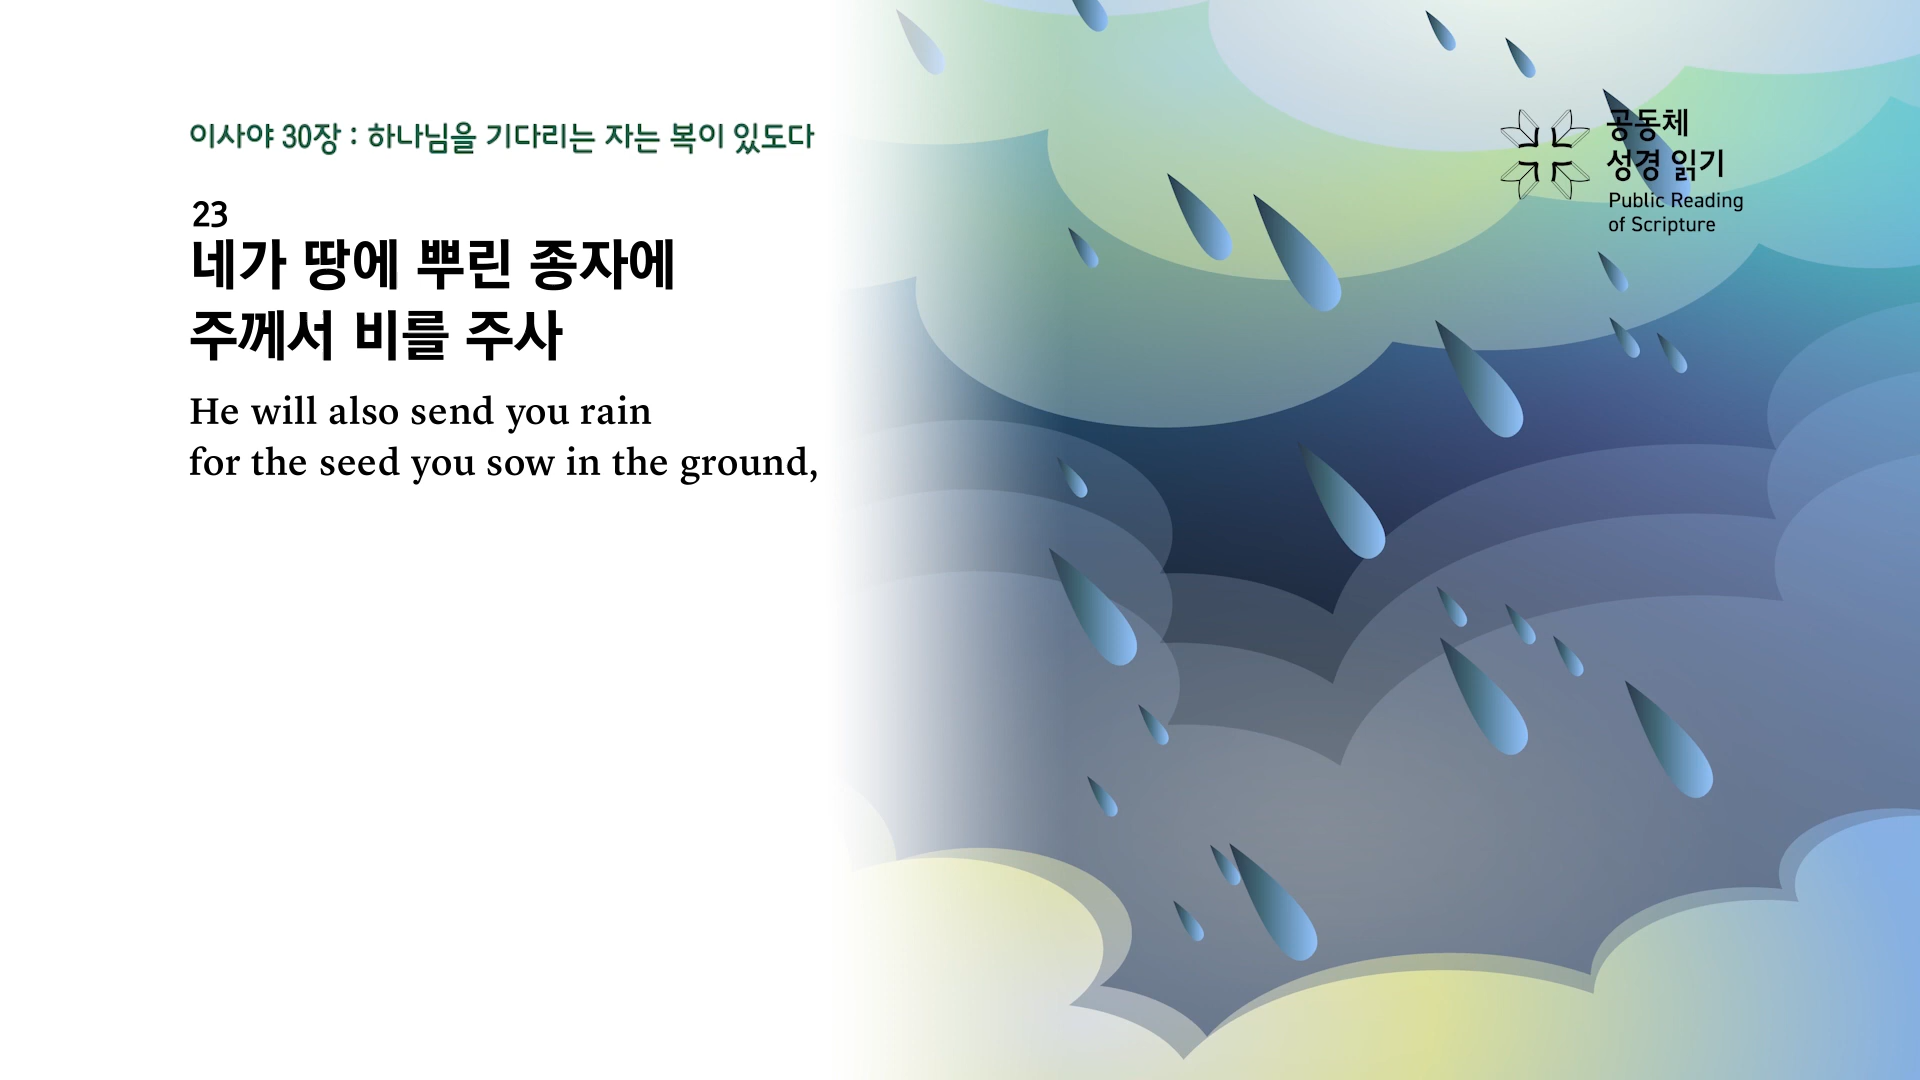 이사야 30장 : 하나님을 기다리는 자는 복이 있도다
23
네가 땅에 뿌린 종자에
주께서 비를 주사
He will also send you rain
for the seed you sow in the ground,
공동체
성경 읽기
Public Reading
of Scripture